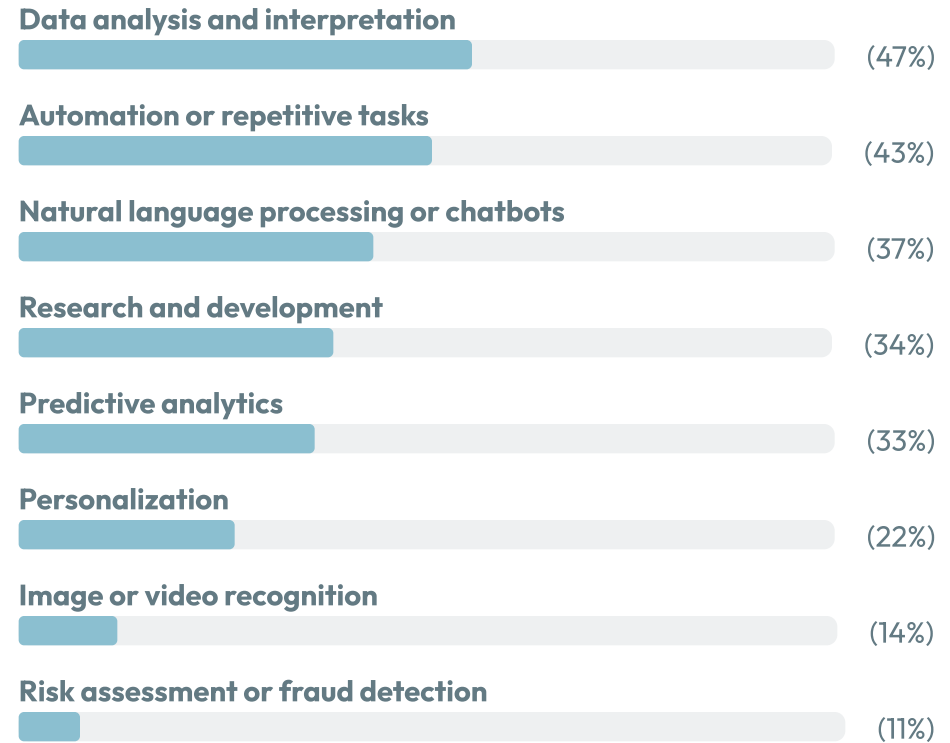 Data analysis and interpretation
(47%)
Automation or repetitive tasks
(43%)
Natural language processing or chatbots
(37%)
Research and development
(34%)
Predictive analytics
(33%)
Personalization
(22%)
Image or video recognition
(14%)
Risk assessment or fraud detection
(11%)